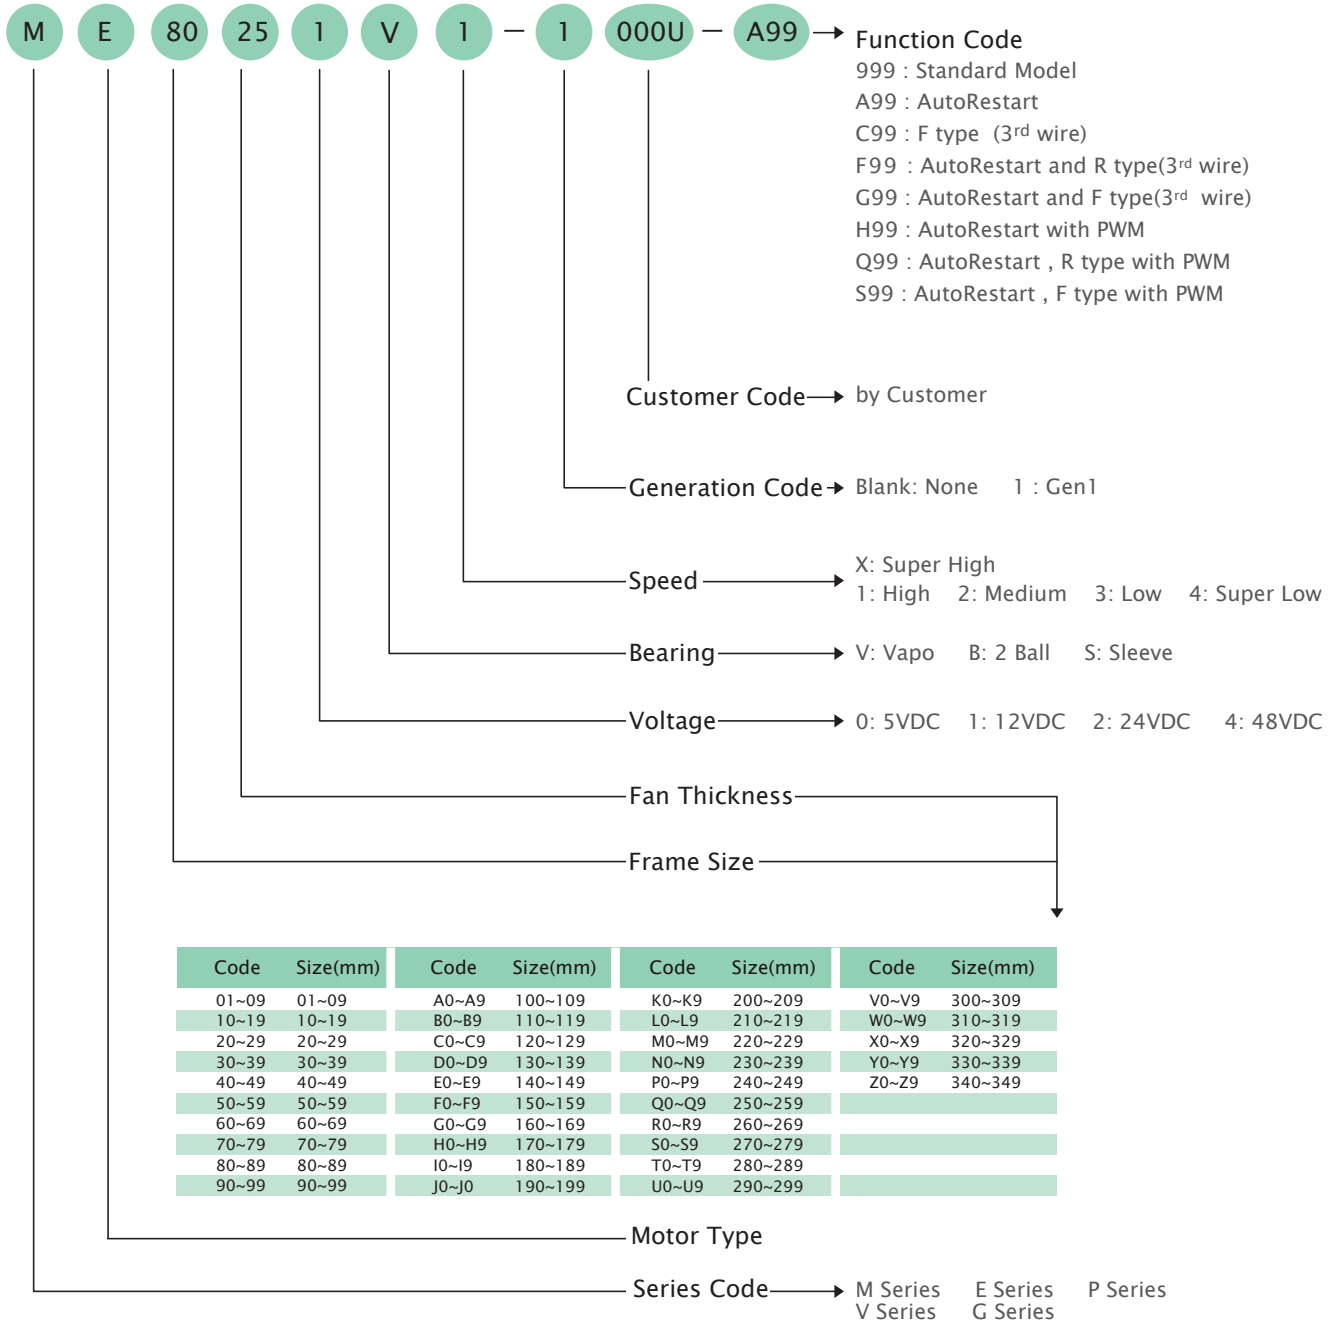 M E 80 25 1 V 1 – 1 000U – A99
Function Code
999 : Standard Model
A99 : AutoRestart
C99 : F type (3rd wire)
F99 : AutoRestart and R type(3rd wire)
G99 : AutoRestart and F type(3rd wire)
H99 : AutoRestart with PWM
Q99 : AutoRestart , R type with PWM
S99 : AutoRestart , F type with PWM
Customer Code by Customer
Generation Code Blank: None 1 : Gen1
Speed X: Super High
1: High 2: Medium 3: Low 4: Super Low
Bearing V: Vapo B: 2 Ball S: Sleeve
Voltage 0: 5VDC 1: 12VDC 2: 24VDC 4: 48VDC
Fan Thickness
Frame Size
Code Size(mm) Code Size(mm) Code Size(mm) Code Size(mm)
01~09 01~09 A0~A9 100~109 K0~K9 200~209 V0~V9 300~309
10~19 10~19 B0~B9 110~119 L0~L9 210~219 W0~W9 310~319
20~29 20~29 C0~C9 120~129 M0~M9 220~229 X0~X9 320~329
30~39 30~39 D0~D9 130~139 N0~N9 230~239 Y0~Y9 330~339
40~49 40~49 E0~E9 140~149 P0~P9 240~249 Z0~Z9 340~349
50~59 50~59 F0~F9 150~159 Q0~Q9 250~259
60~69 60~69 G0~G9 160~169 R0~R9 260~269
70~79 70~79 H0~H9 170~179 S0~S9 270~279
80~89 80~89 I0~I9 180~189 T0~T9 280~289
90~99 90~99 J0~J0 190~199 U0~U9 290~299
Motor Type
Series Code M Series E Series P Series
V Series G Series